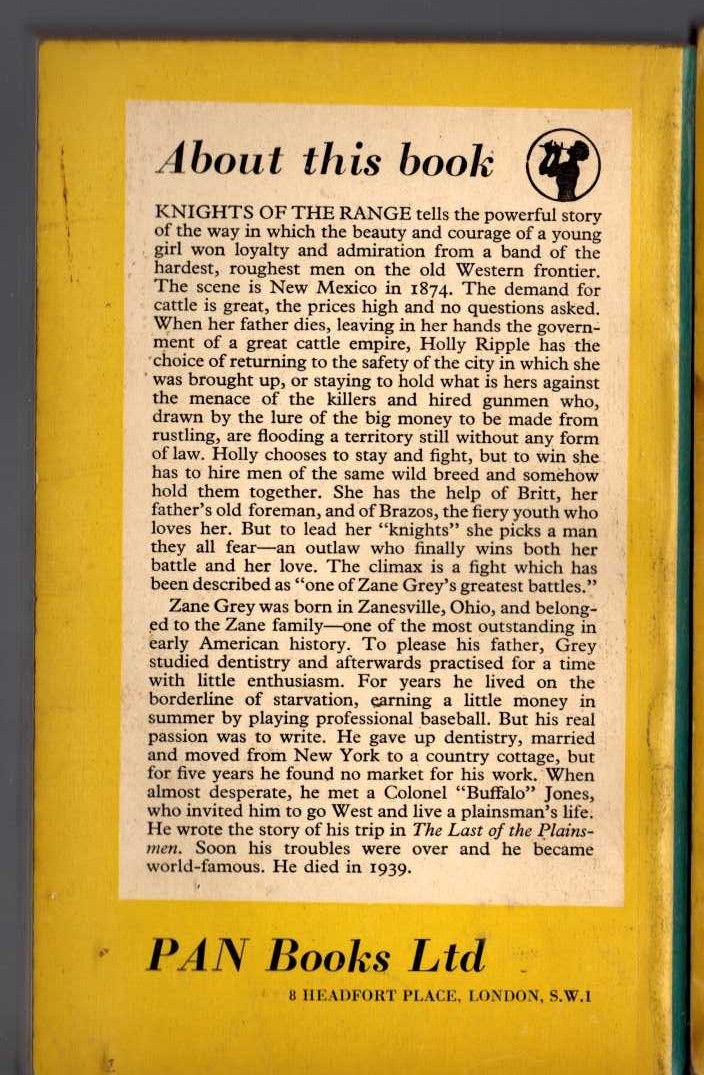 About this book
KNIGHTS OF THE RANGE tells the powerful story
of the way in which the beauty and courage of a young
girl won loyalty and admiration from a band of the
hardest, roughest men on the old Western frontier.
The scene is New Mexico in 1874. The demand for
cattle is great, the prices high and no questions asked.
When her father dies, leaving in her hands the govern-
ment of a great cattle empire, Holly Ripple has the
choice of returning to the safety of the city in which she
was brought up, or staying to hold what is hers against
the menace of the killers and hired gunmen who,
drawn by the lure of the big money to be made from
rustling, are flooding a territory still without any form
of law. Holly chooses to stay and fight, but to win she
has to hire men of the same wild breed and somehow
hold them together. She has the help of Britt, her
father's old foreman, and of Brazos, the fiery youth who
loves her. But to lead her "knights" she picks a man
they all fear—an outlaw who finally wins both her
battle and her love. The climax is a fight which has
been described as "one of Zane Grey's greatest battles."
Zane Grey was born in Zanesville, Ohio, and belong-
ed to the Zane family—one of the most outstanding in
early American history. To please his father, Grey
studied dentistry and afterwards practised for a time
with little enthusiasm. For years he lived on the
borderline of starvation, earning a little money in
summer by playing professional baseball. But his real
passion was to write. He gave up dentistry, married
and moved from New York to a country cottage, but
for five years he found no market for his work. When
almost desperate, he met a Colonel "Buffalo" Jones,
who invited him to go West and live a plainsman's life.
He wrote the story of his trip in The Last of the Plains-
men. Soon his troubles were over and he became
world-famous. He died in 1939.
PAN Books Ltd
8 HEADFORT PLACE, LONDON, S.W.1